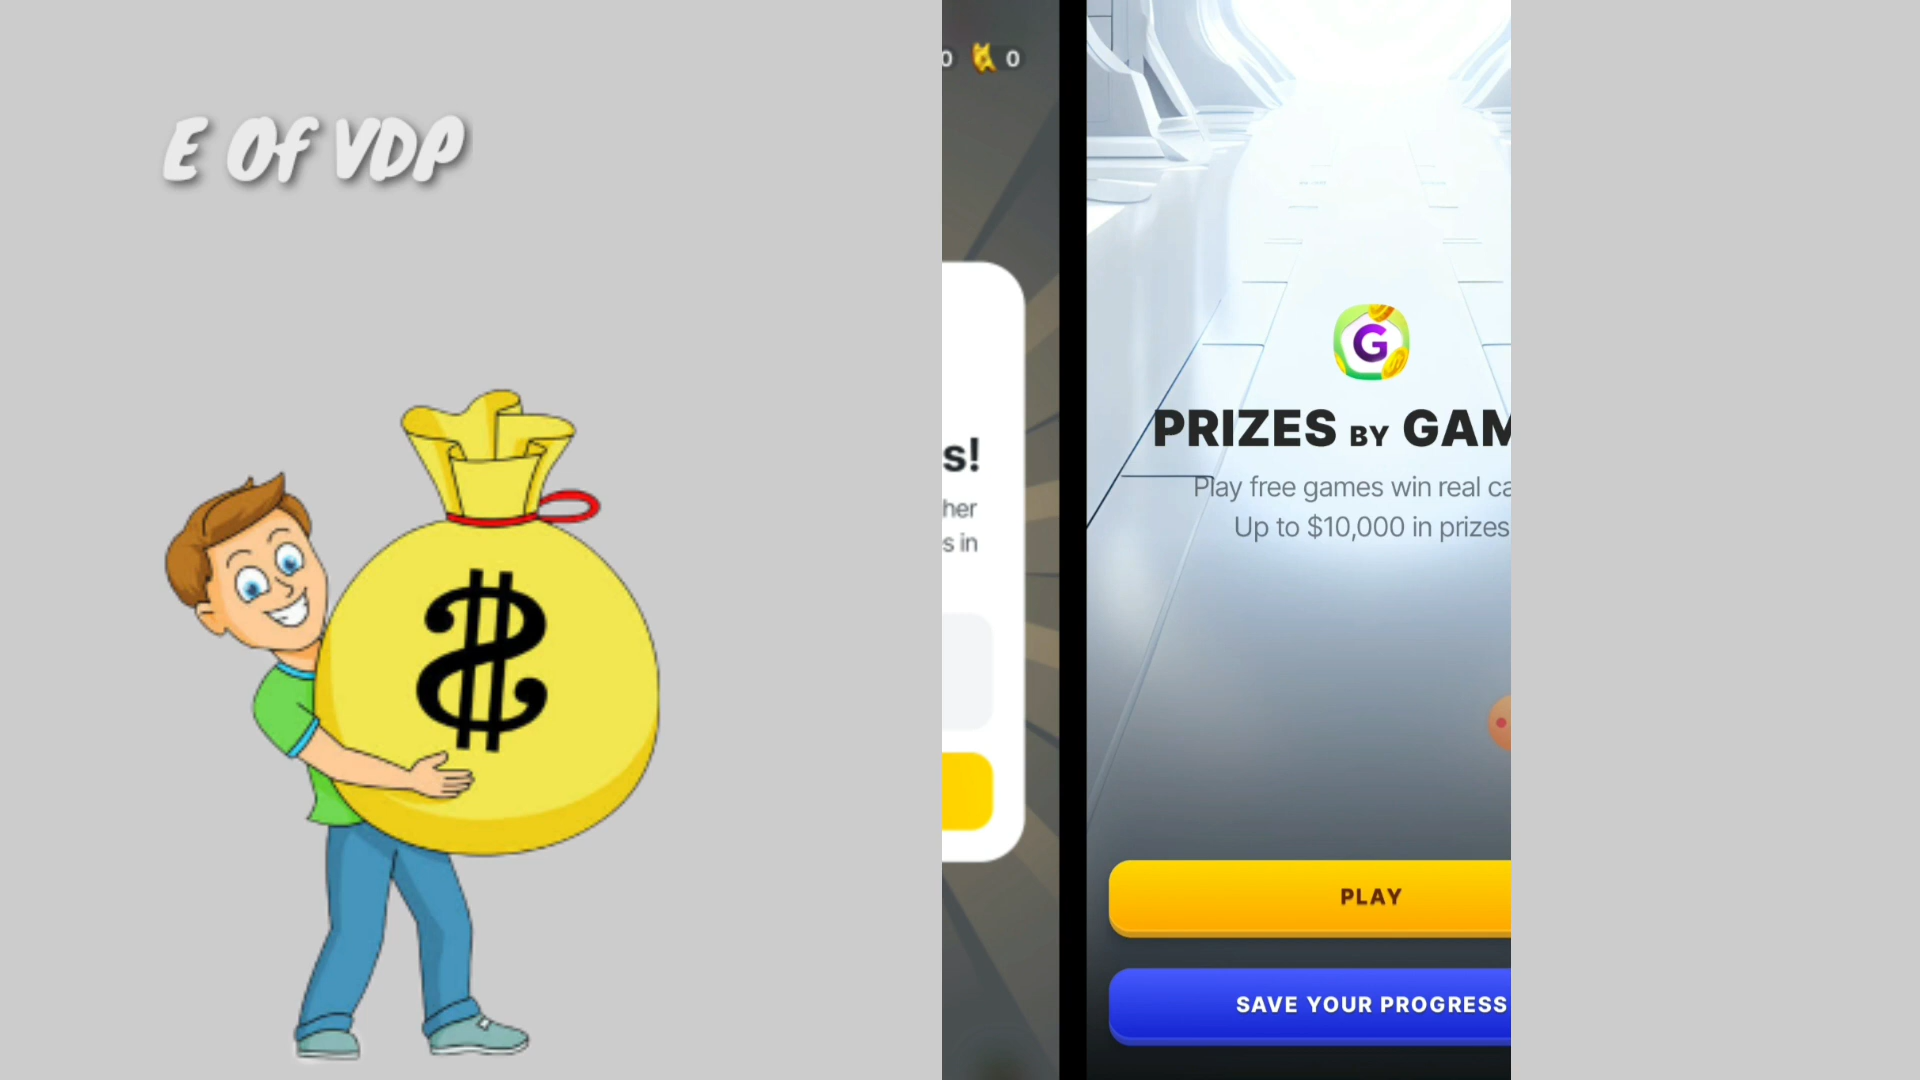 E Of VDP
0 0
s!
her
s in
G
PRIZES BY GAM
Play free games win real ca
Up to $10,000 in prizes
PLAY
SAVE YOUR PROGRESS
$